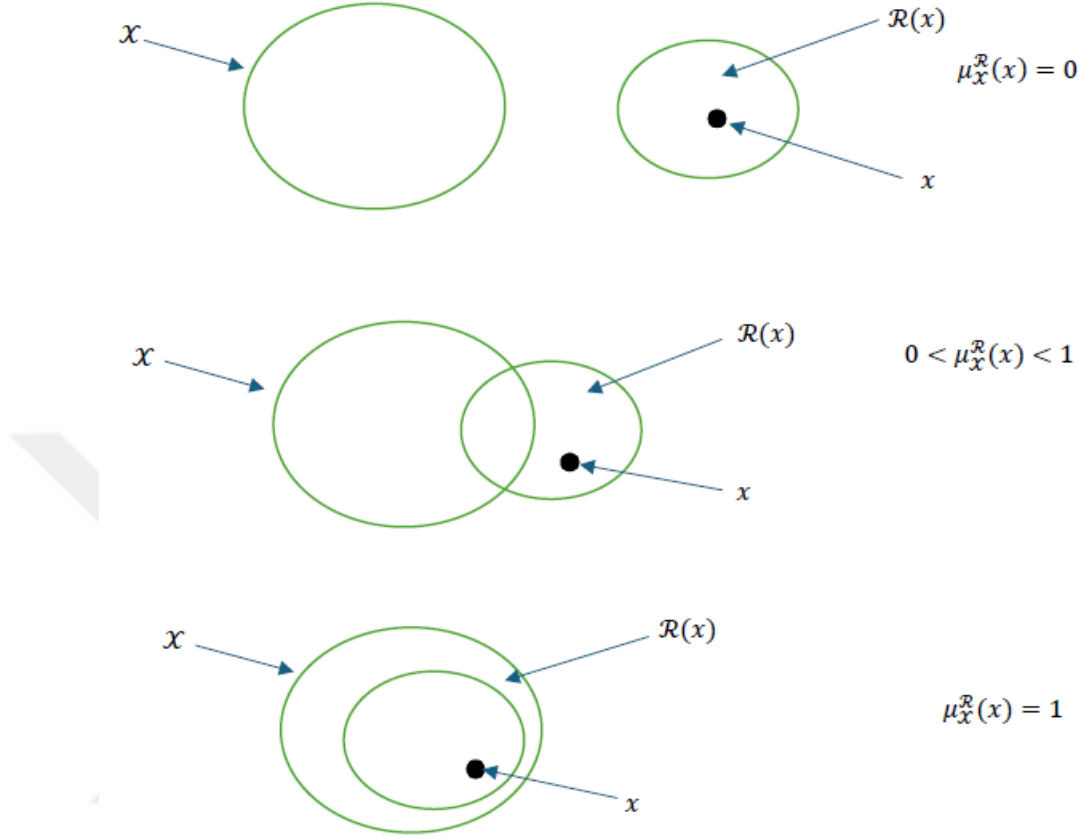 𝒳
ℛ(𝑥)
μ_𝒳^ℛ(𝑥) = 0
𝑥
𝒳
ℛ(𝑥)
0 < μ_𝒳^ℛ(𝑥) < 1
𝑥
𝒳
ℛ(𝑥)
μ_𝒳^ℛ(𝑥) = 1
𝑥